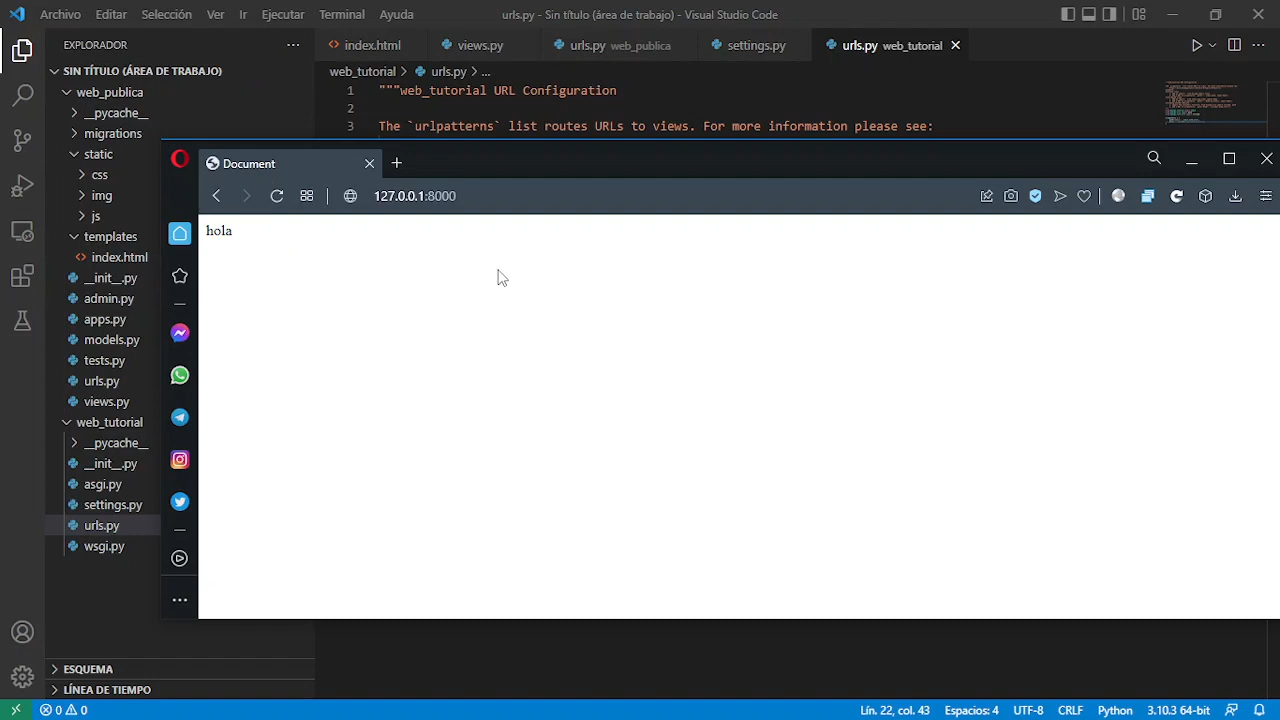 Archivo Editar Selección Ver Ir Ejecutar Terminal Ayuda urls.py - Sin título (área de trabajo) - Visual Studio Code
EXPLORADOR
index.html views.py urls.py web_publica settings.py urls.py web_tutorial
SIN TÍTULO (ÁREA DE TRABAJO)
web_tutorial > urls.py > ...
web_publica
__pycache__
migrations
static
css
img
js
templates
index.html
__init__.py
admin.py
apps.py
models.py
tests.py
urls.py
views.py
web_tutorial
__pycache__
__init__.py
asgi.py
settings.py
urls.py
wsgi.py
ESQUEMA
LÍNEA DE TIEMPO
1 """web_tutorial URL Configuration
2
3 The `urlpatterns` list routes URLs to views. For more information please see:
Document
127.0.0.1:8000
hola
0 0 Lín. 22, col. 43 Espacios: 4 UTF-8 CRLF Python 3.10.3 64-bit